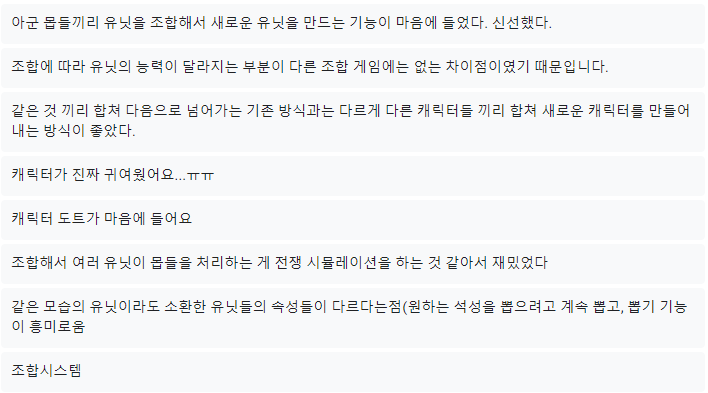 아군 몹들끼리 유닛을 조합해서 새로운 유닛을 만드는 기능이 마음에 들었다. 신선했다.
조합에 따라 유닛의 능력이 달라지는 부분이 다른 조합 게임에는 없는 차이점이였기 때문입니다.
같은 것 끼리 합쳐 다음으로 넘어가는 기존 방식과는 다르게 다른 캐릭터들 끼리 합쳐 새로운 캐릭터를 만들어
내는 방식이 좋았다.
캐릭터가 진짜 귀여웠어요...ㅠㅠ
캐릭터 도트가 마음에 들어요
조합해서 여러 유닛이 몹들을 처리하는 게 전쟁 시뮬레이션을 하는 것 같아서 재밌었다
같은 모습의 유닛이라도 소환한 유닛들의 속성들이 다르다는점(원하는 석성을 뽑으려고 계속 뽑고, 뽑기 기능
이 흥미로움
조합시스템